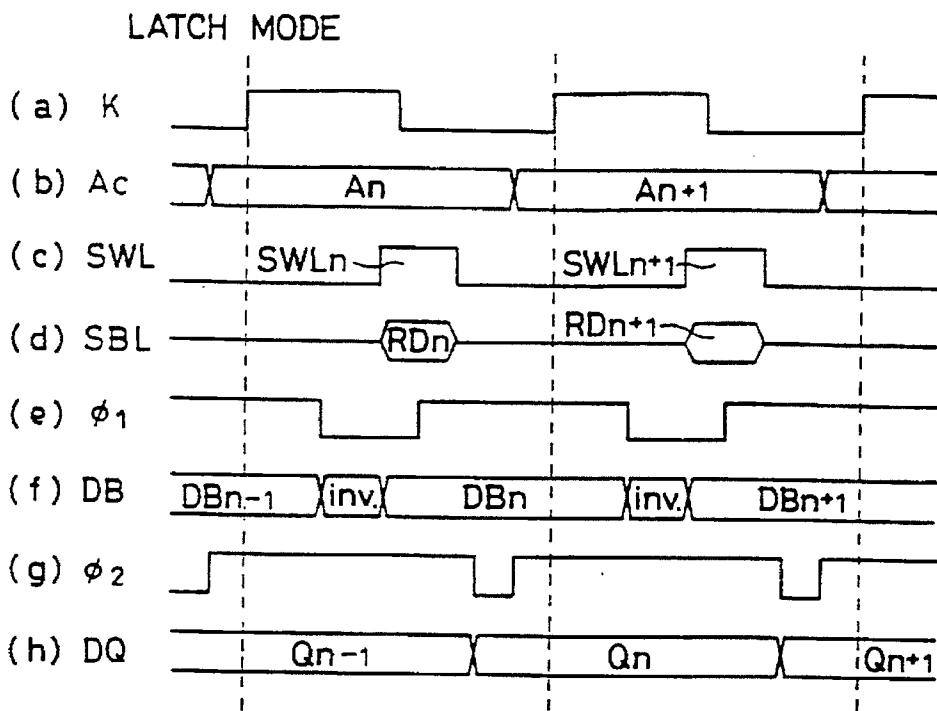 LATCH MODE
(a) K
(b) Ac An An+1
(c) SWL SWLn SWLn+1
(d) SBL RDn RDn+1
(e) ϕ1
(f) DB DBn-1 inv. DBn inv. DBn+1
(g) ϕ2
(h) DQ Qn-1 Qn Qn+1